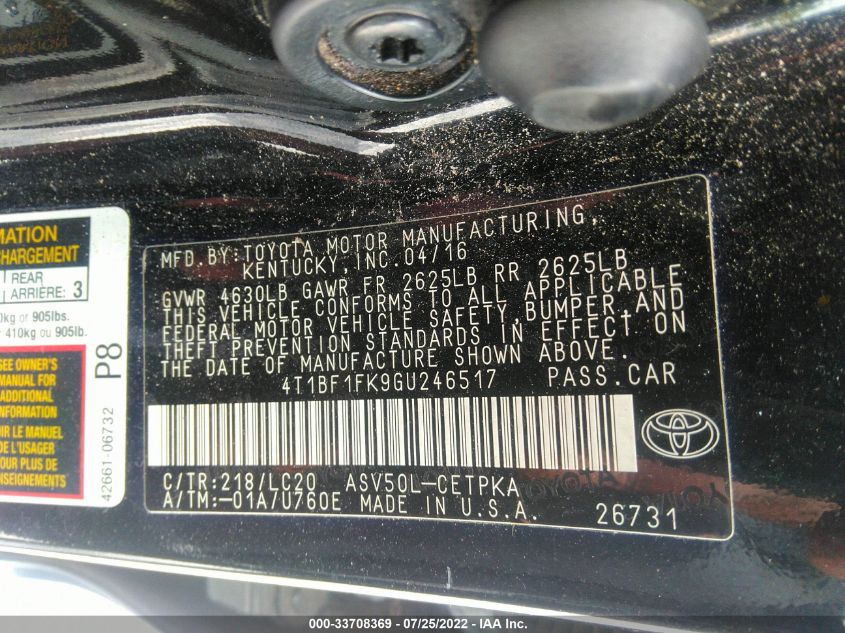 MATION
CHARGEMENT
REAR
ARRIÈRE: 3
0kg or 905lbs.
r 410kg ou 905lb.
SEE OWNER'S
MANUAL FOR
ADDITIONAL
INFORMATION
VOIR LE MANUEL
DE L'USAGER
POUR PLUS DE
RENSEIGNEMENTS
P8
42661-06732
MFD. BY: TOYOTA MOTOR MANUFACTURING,
KENTUCKY, INC. 04/16
GVWR 4630LB GAWR FR 2625LB RR 2625LB
THIS VEHICLE CONFORMS TO ALL APPLICABLE
FEDERAL MOTOR VEHICLE SAFETY, BUMPER, AND
THEFT PREVENTION STANDARDS IN EFFECT ON
THE DATE OF MANUFACTURE SHOWN ABOVE.
4T1BF1FK9GU246517 PASS.CAR
C/TR:218/LC20 ASV50L-CETPKA
A/TM:-01A/U760E MADE IN U.S.A. 26731
TOYOTA
000-33708369 - 07/25/2022 - IAA Inc.